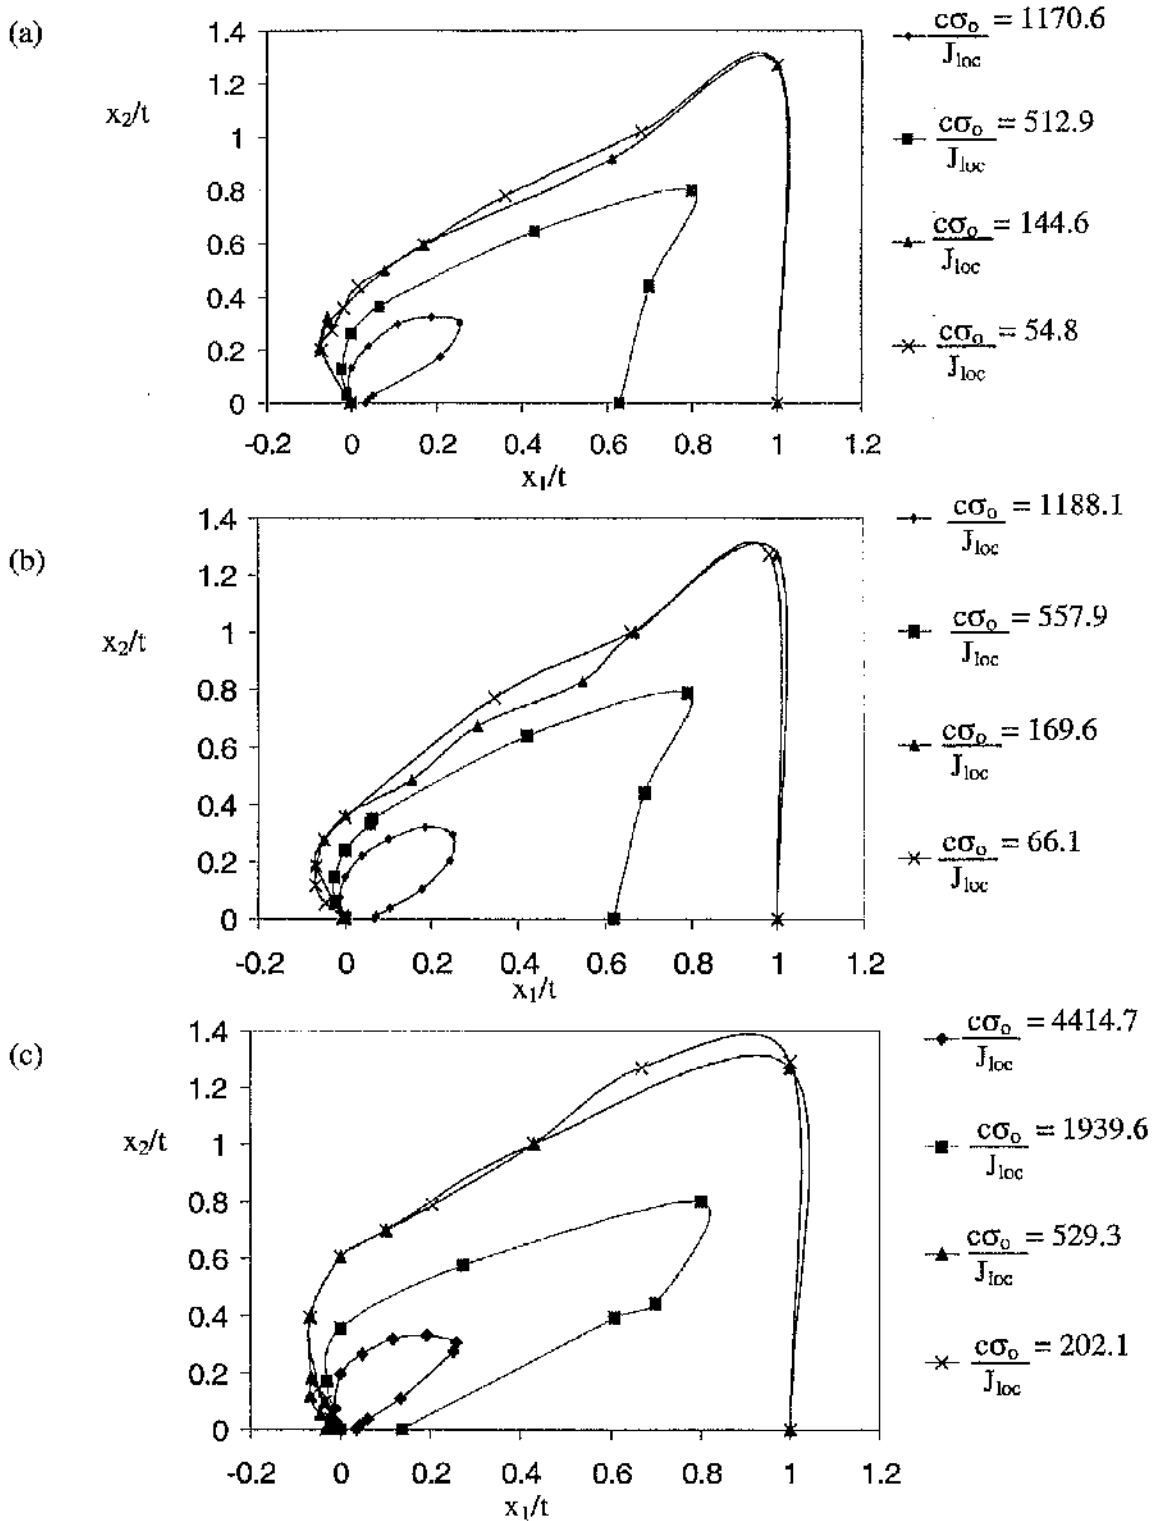 (a)
1.4
1.2
1
0.8
0.6
0.4
0.2
0
x₂/t
-0.2 0 0.2 0.4 0.6 0.8 1 1.2
x₁/t
cσₒ/Jloc = 1170.6
cσₒ/Jloc = 512.9
cσₒ/Jloc = 144.6
cσₒ/Jloc = 54.8
(b)
1.4
1.2
1
0.8
0.6
0.4
0.2
0
x₂/t
-0.2 0 0.2 0.4 0.6 0.8 1 1.2
x₁/t
cσₒ/Jloc = 1188.1
cσₒ/Jloc = 557.9
cσₒ/Jloc = 169.6
cσₒ/Jloc = 66.1
(c)
1.4
1.2
1
0.8
0.6
0.4
0.2
0
x₂/t
-0.2 0 0.2 0.4 0.6 0.8 1 1.2
x₁/t
cσₒ/Jloc = 4414.7
cσₒ/Jloc = 1939.6
cσₒ/Jloc = 529.3
cσₒ/Jloc = 202.1